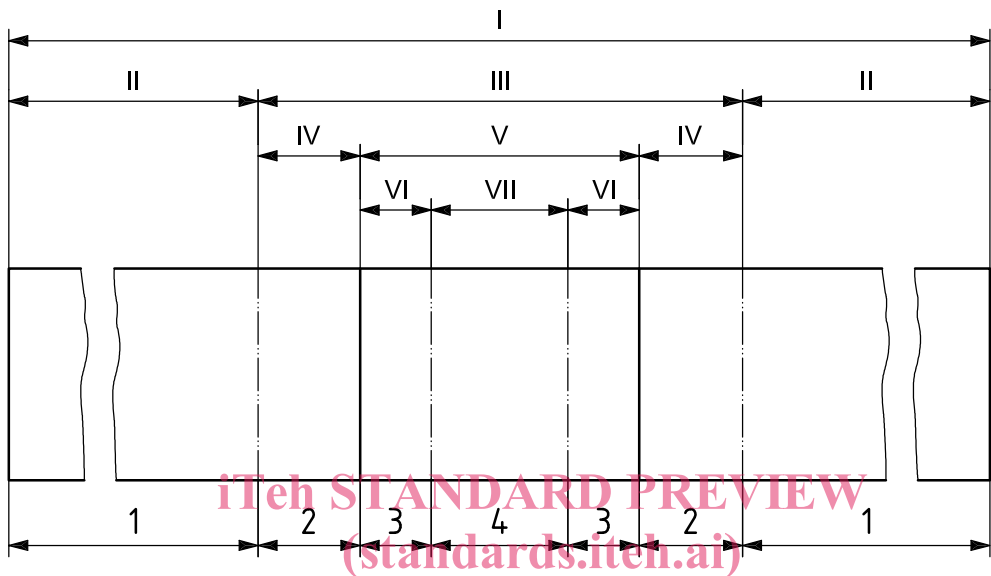 I
II III II
IV V IV
VI VII VI
iTeh STANDARD PREVIEW
1 2 3 4 3 2 1
(standards.iteh.ai)